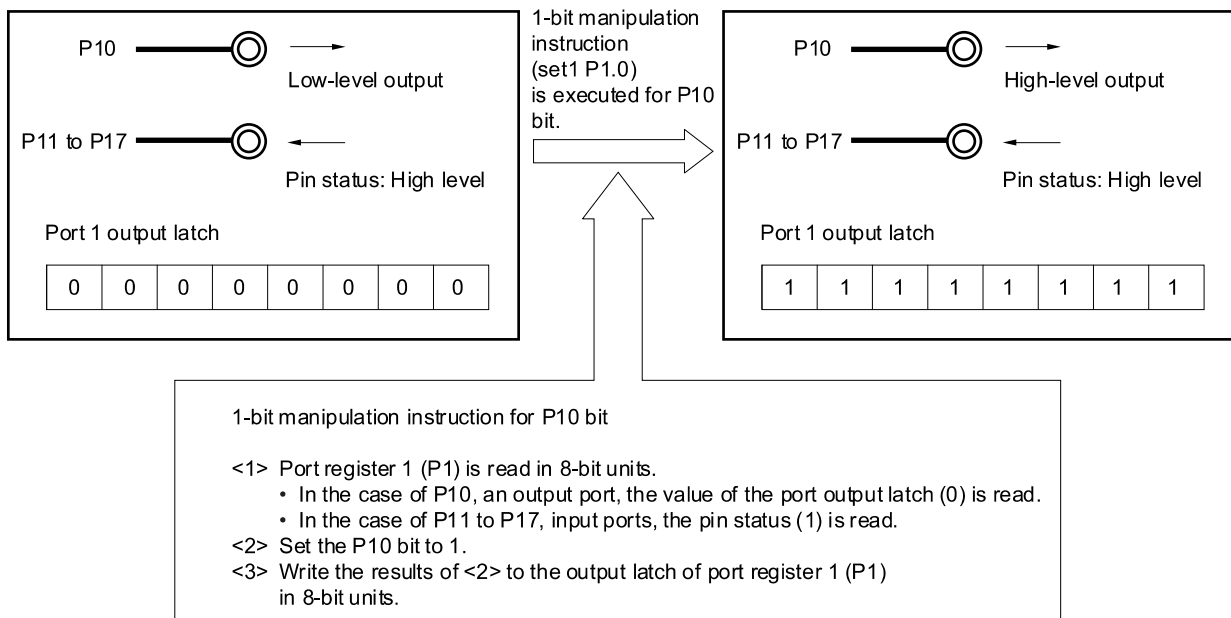 P10
Low-level output
P11 to P17
Pin status: High level
Port 1 output latch
0 0 0 0 0 0 0 0
1-bit manipulation
instruction
(set1 P1.0)
is executed for P10
bit.
P10
High-level output
P11 to P17
Pin status: High level
Port 1 output latch
1 1 1 1 1 1 1 1
1-bit manipulation instruction for P10 bit
<1> Port register 1 (P1) is read in 8-bit units.
• In the case of P10, an output port, the value of the port output latch (0) is read.
• In the case of P11 to P17, input ports, the pin status (1) is read.
<2> Set the P10 bit to 1.
<3> Write the results of <2> to the output latch of port register 1 (P1)
in 8-bit units.